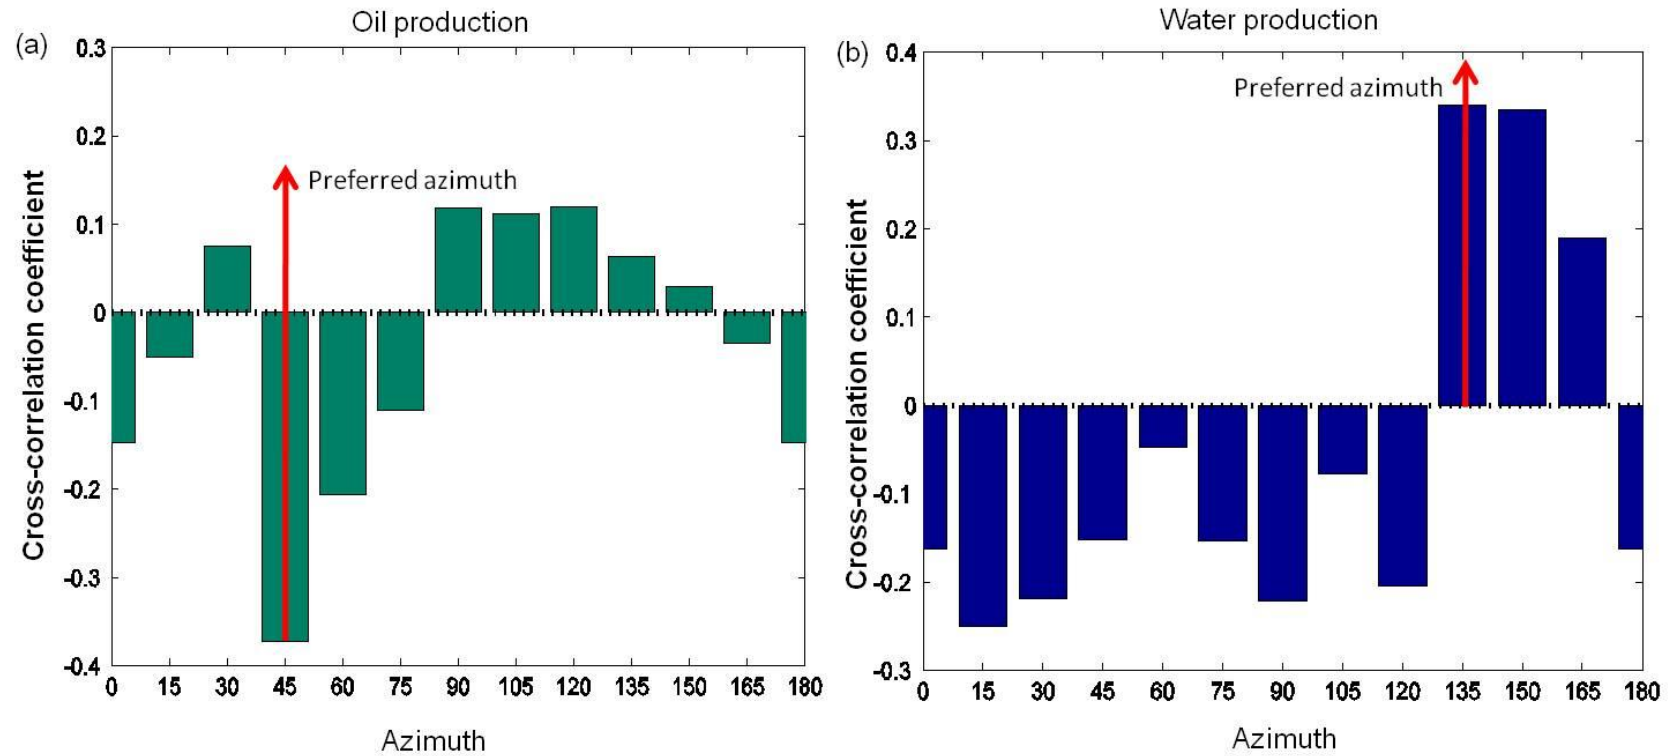 Oil production
(a)
0.3
0.2
0.1
0
-0.1
-0.2
-0.3
-0.4
Cross-correlation coefficient
Preferred azimuth
0 15 30 45 60 75 90 105 120 135 150 165 180
Azimuth
Water production
(b)
0.4
0.3
0.2
0.1
0
-0.1
-0.2
-0.3
Cross-correlation coefficient
Preferred azimuth
0 15 30 45 60 75 90 105 120 135 150 165 180
Azimuth